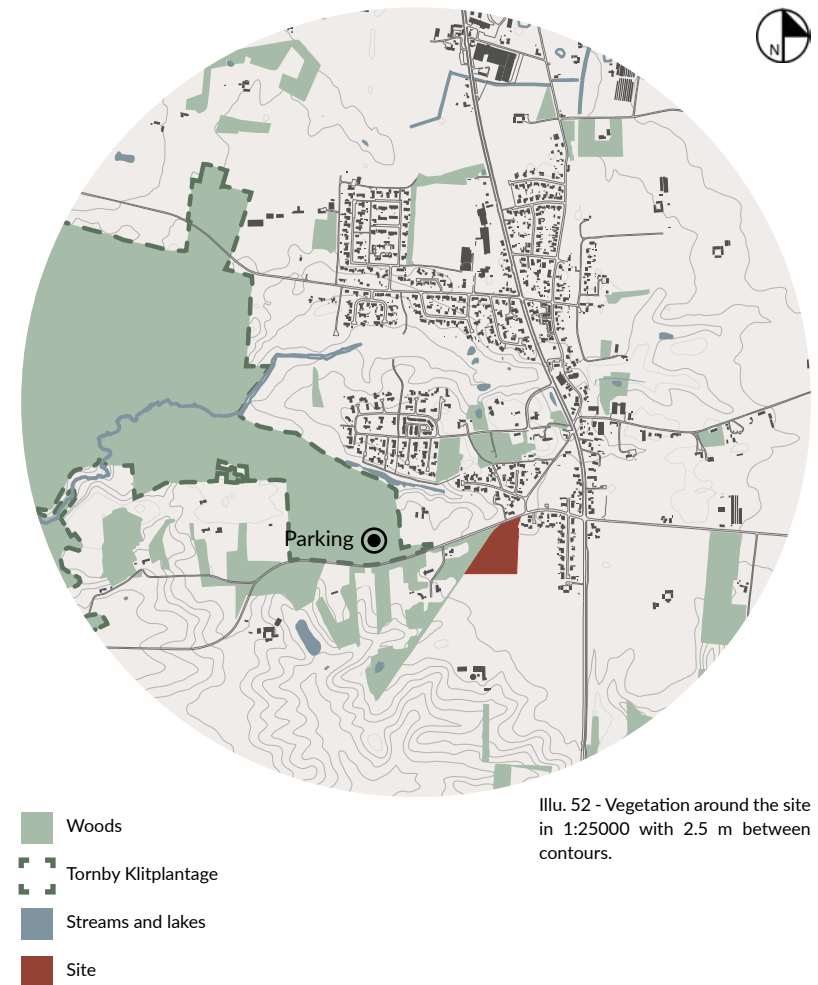 N
Parking
Illu. 52 - Vegetation around the site
in 1:25000 with 2.5 m between
contours.
Woods
Tornby Klitplantage
Streams and lakes
Site